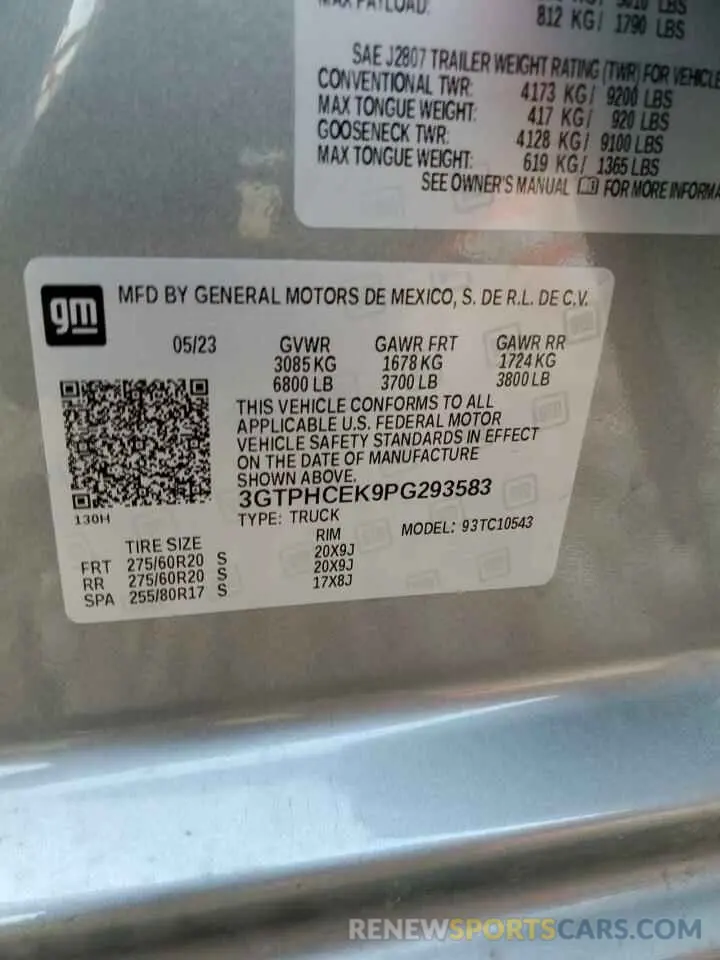 MAX PAYLOAD:
812 KG/ 1790 LBS
SAE J2807 TRAILER WEIGHT RATING (TWR) FOR VEHICLE
CONVENTIONAL TWR: 4173 KG/ 9200 LBS
MAX TONGUE WEIGHT: 417 KG/ 920 LBS
GOOSENECK TWR: 4128 KG/ 9100 LBS
MAX TONGUE WEIGHT: 619 KG/ 1365 LBS
SEE OWNER'S MANUAL FOR MORE INFORMA
gm MFD BY GENERAL MOTORS DE MEXICO, S. DE R.L. DE C.V.
05/23 GVWR GAWR FRT GAWR RR
3085 KG 1678 KG 1724 KG
6800 LB 3700 LB 3800 LB
THIS VEHICLE CONFORMS TO ALL
APPLICABLE U.S. FEDERAL MOTOR
VEHICLE SAFETY STANDARDS IN EFFECT
ON THE DATE OF MANUFACTURE
SHOWN ABOVE.
3GTPHCEK9PG293583
130H
TYPE: TRUCK MODEL: 93TC10543
TIRE SIZE RIM
FRT 275/60R20 S 20X9J
RR 275/60R20 S 20X9J
SPA 255/80R17 S 17X8J
RENEWSPORTSCARS.COM